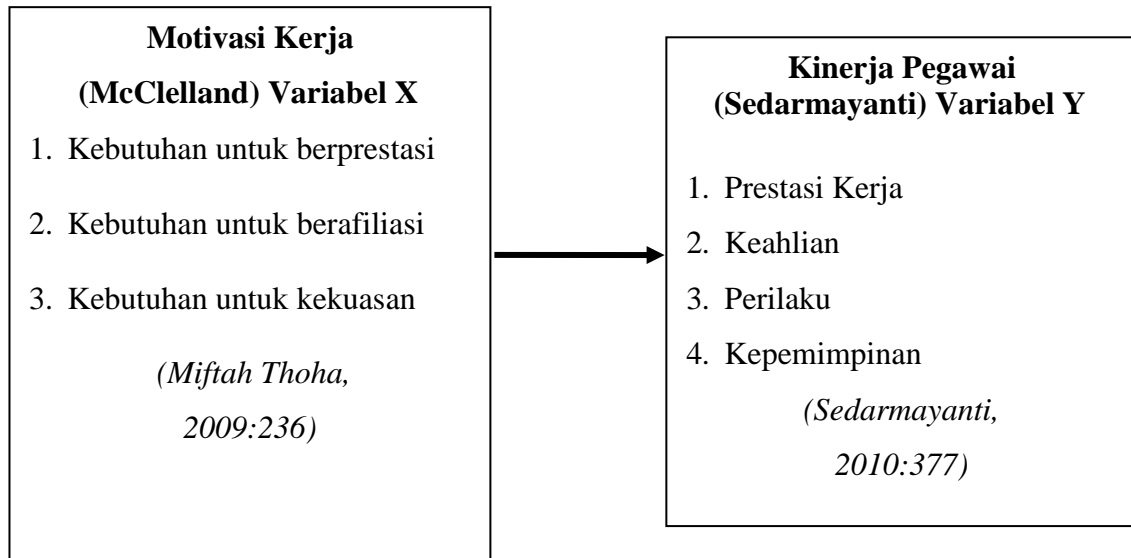 Motivasi Kerja
(McClelland) Variabel X
1. Kebutuhan untuk berprestasi
2. Kebutuhan untuk berafiliasi
3. Kebutuhan untuk kekuasan
(Miftah Thoha,
2009:236)
Kinerja Pegawai
(Sedarmayanti) Variabel Y
1. Prestasi Kerja
2. Keahlian
3. Perilaku
4. Kepemimpinan
(Sedarmayanti,
2010:377)